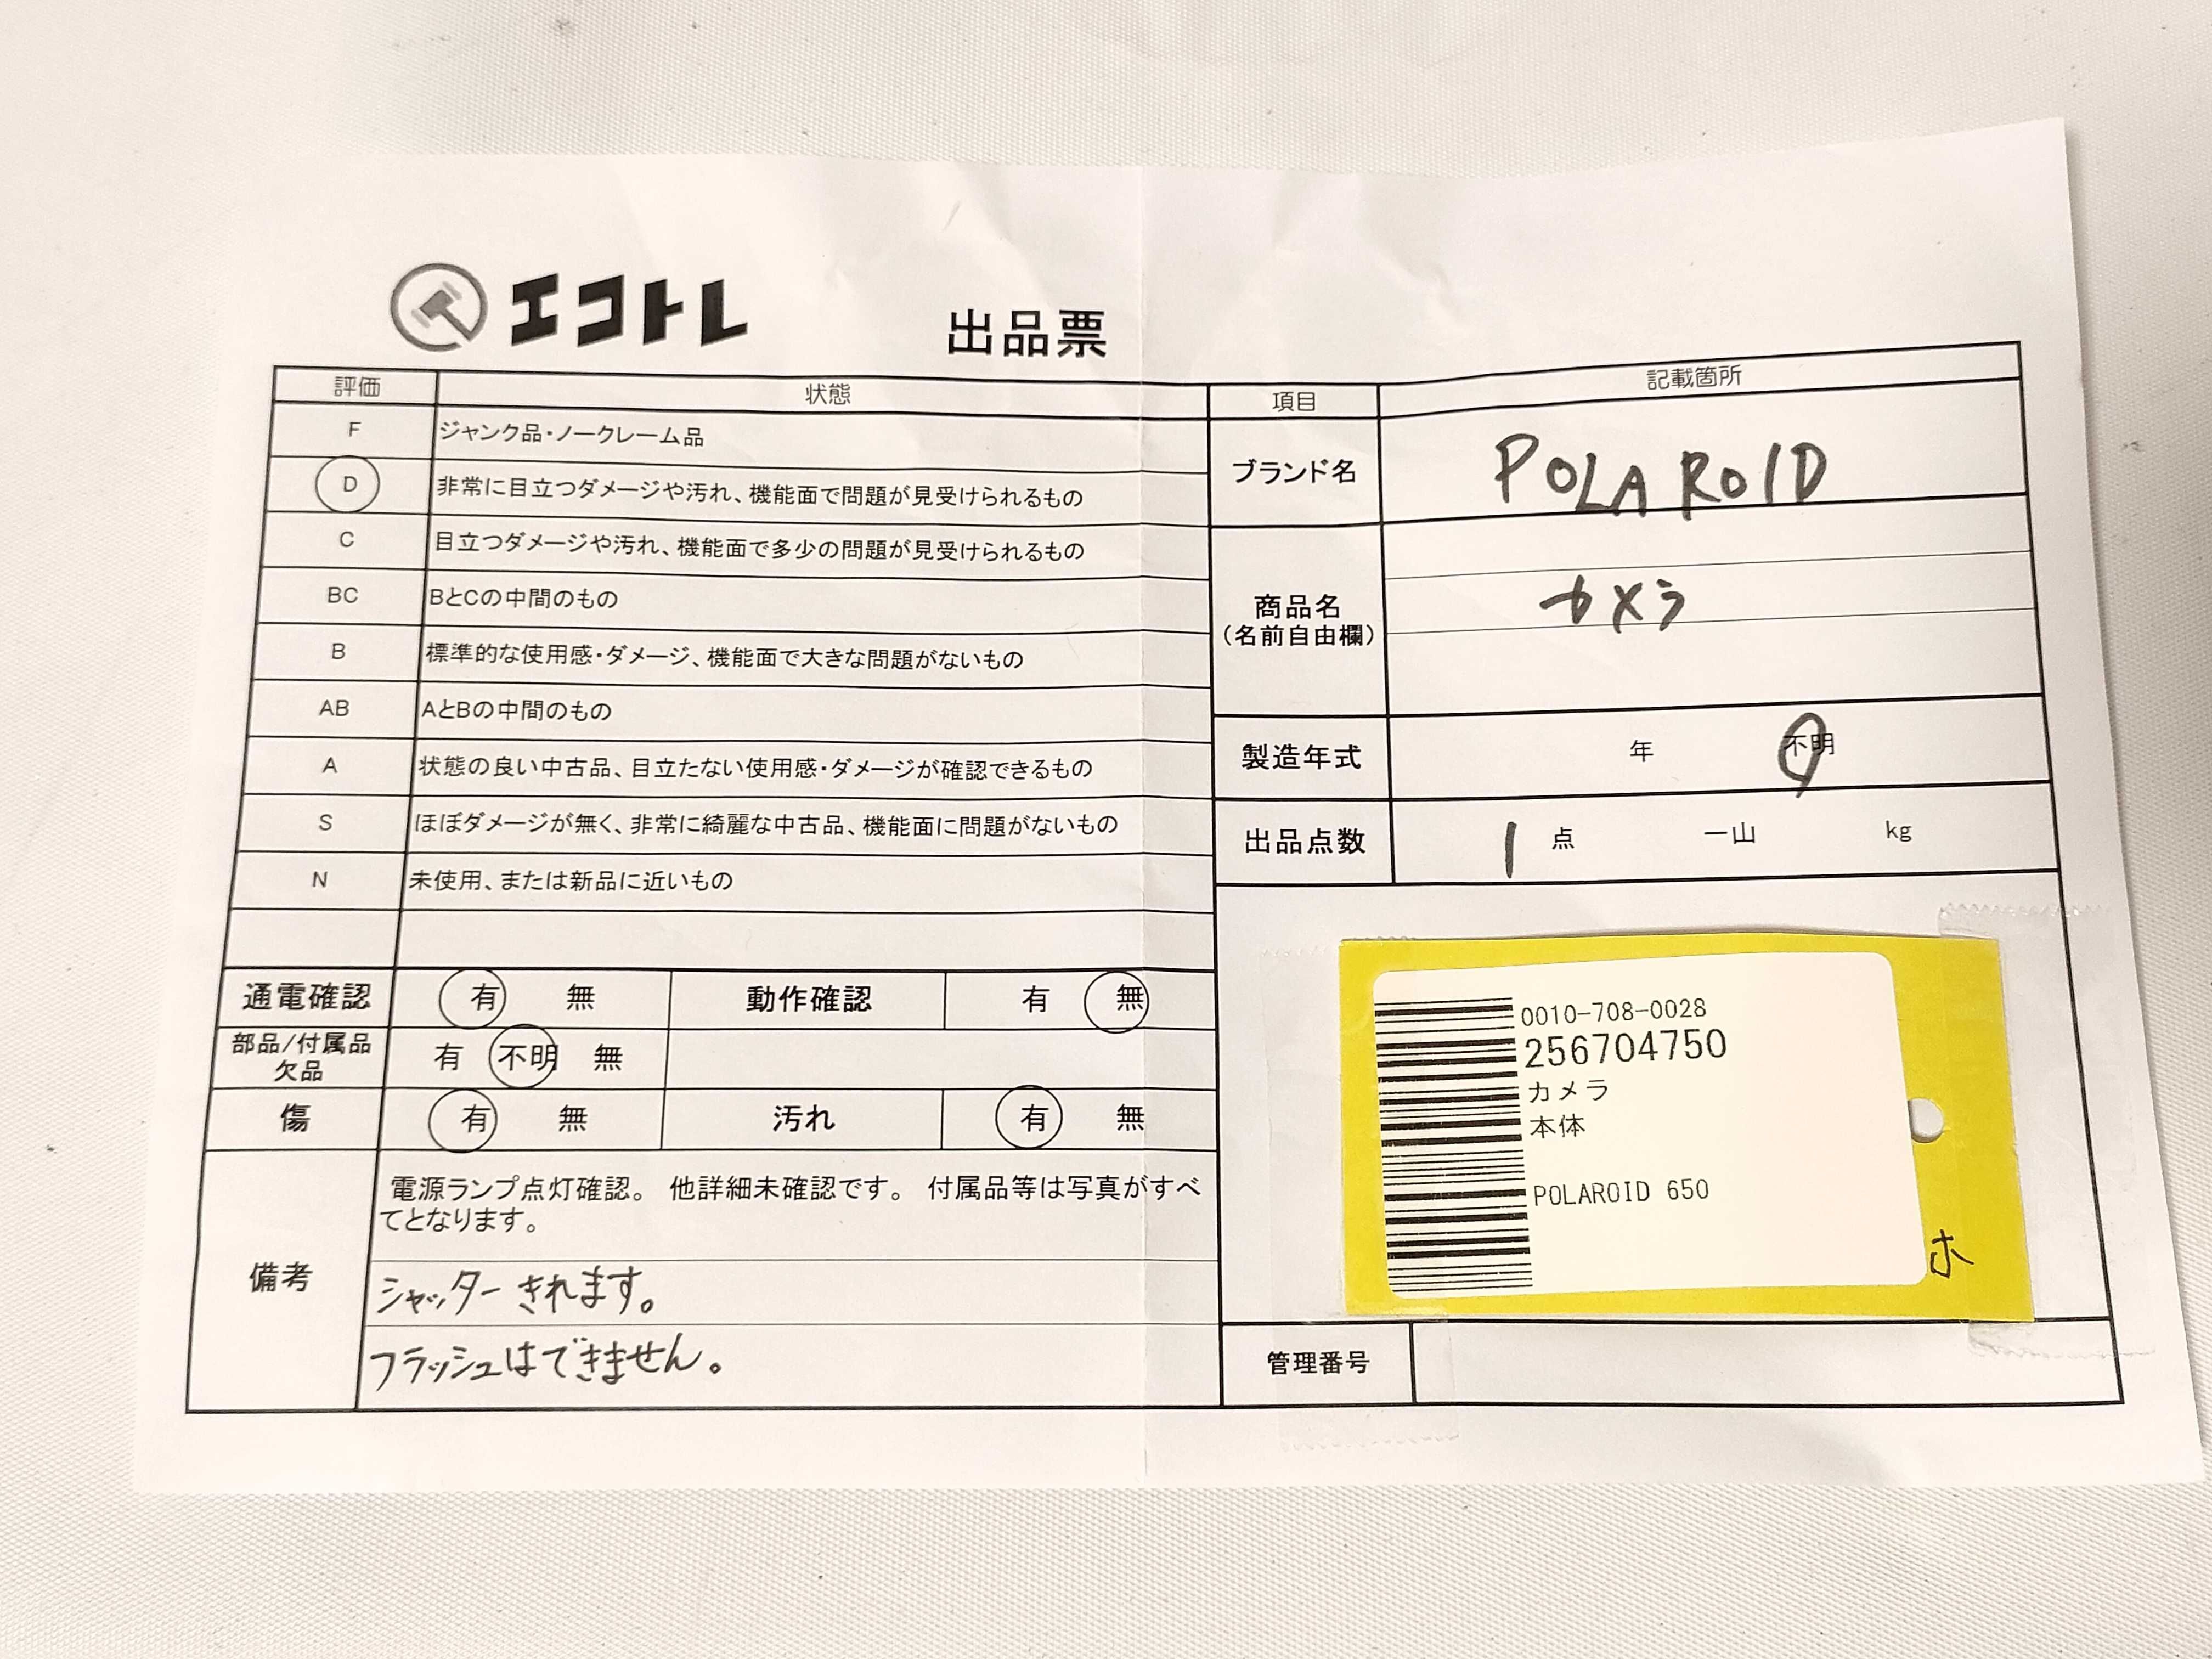 エコトレ
出品票
評価 状態
F ジャンク品・ノークレーム品
D 非常に目立つダメージや汚れ、機能面で問題が見受けられるもの
C 目立つダメージや汚れ、機能面で多少の問題が見受けられるもの
BC BとCの中間のもの
B 標準的な使用感・ダメージ、機能面で大きな問題がないもの
AB AとBの中間のもの
A 状態の良い中古品、目立たない使用感・ダメージが確認できるもの
S ほぼダメージが無く、非常に綺麗な中古品、機能面に問題がないもの
N 未使用、または新品に近いもの
通電確認 有 無 動作確認 有 無
部品/付属品
欠品
有 不明 無
傷 有 無 汚れ 有 無
備考
電源ランプ点灯確認。 他詳細未確認です。 付属品等は写真がすべ
てとなります。
シャッターきれます。
フラッシュはできません。
項目 記載箇所
ブランド名 POLAROID
商品名
(名前自由欄)
カメラ
製造年式 年 不明
出品点数 1 点 一山 kg
0010-708-0028
256704750
カメラ
本体
POLAROID 650
ホ
管理番号